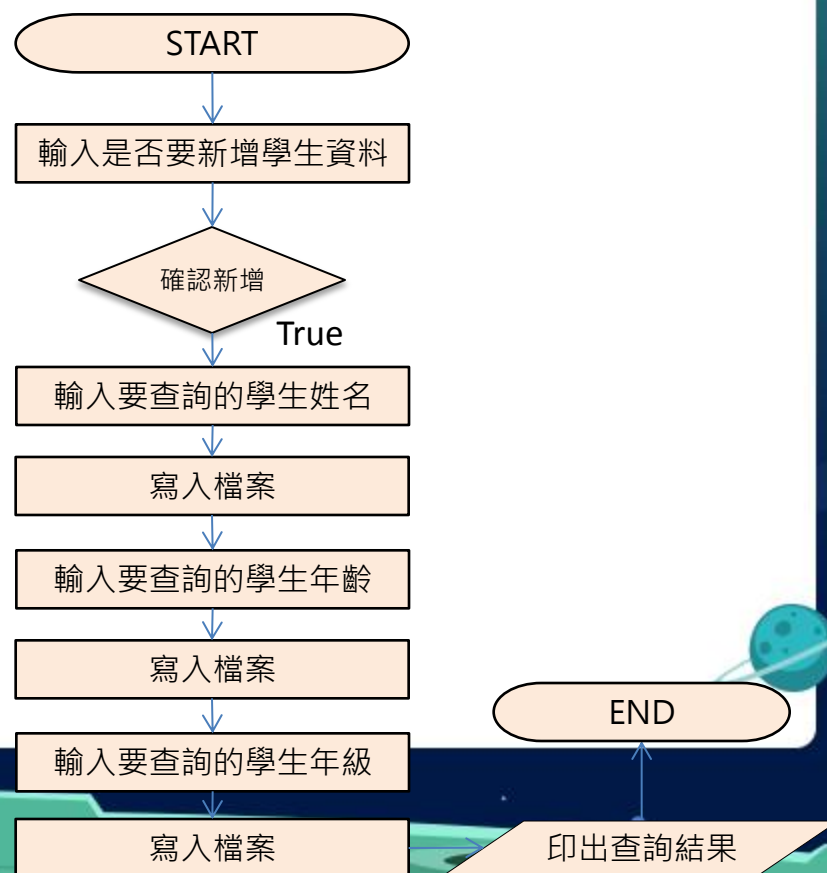 START
輸入是否要新增學生資料
確認新增
True
輸入要查詢的學生姓名
寫入檔案
輸入要查詢的學生年齡
寫入檔案
輸入要查詢的學生年級
寫入檔案
印出查詢結果
END